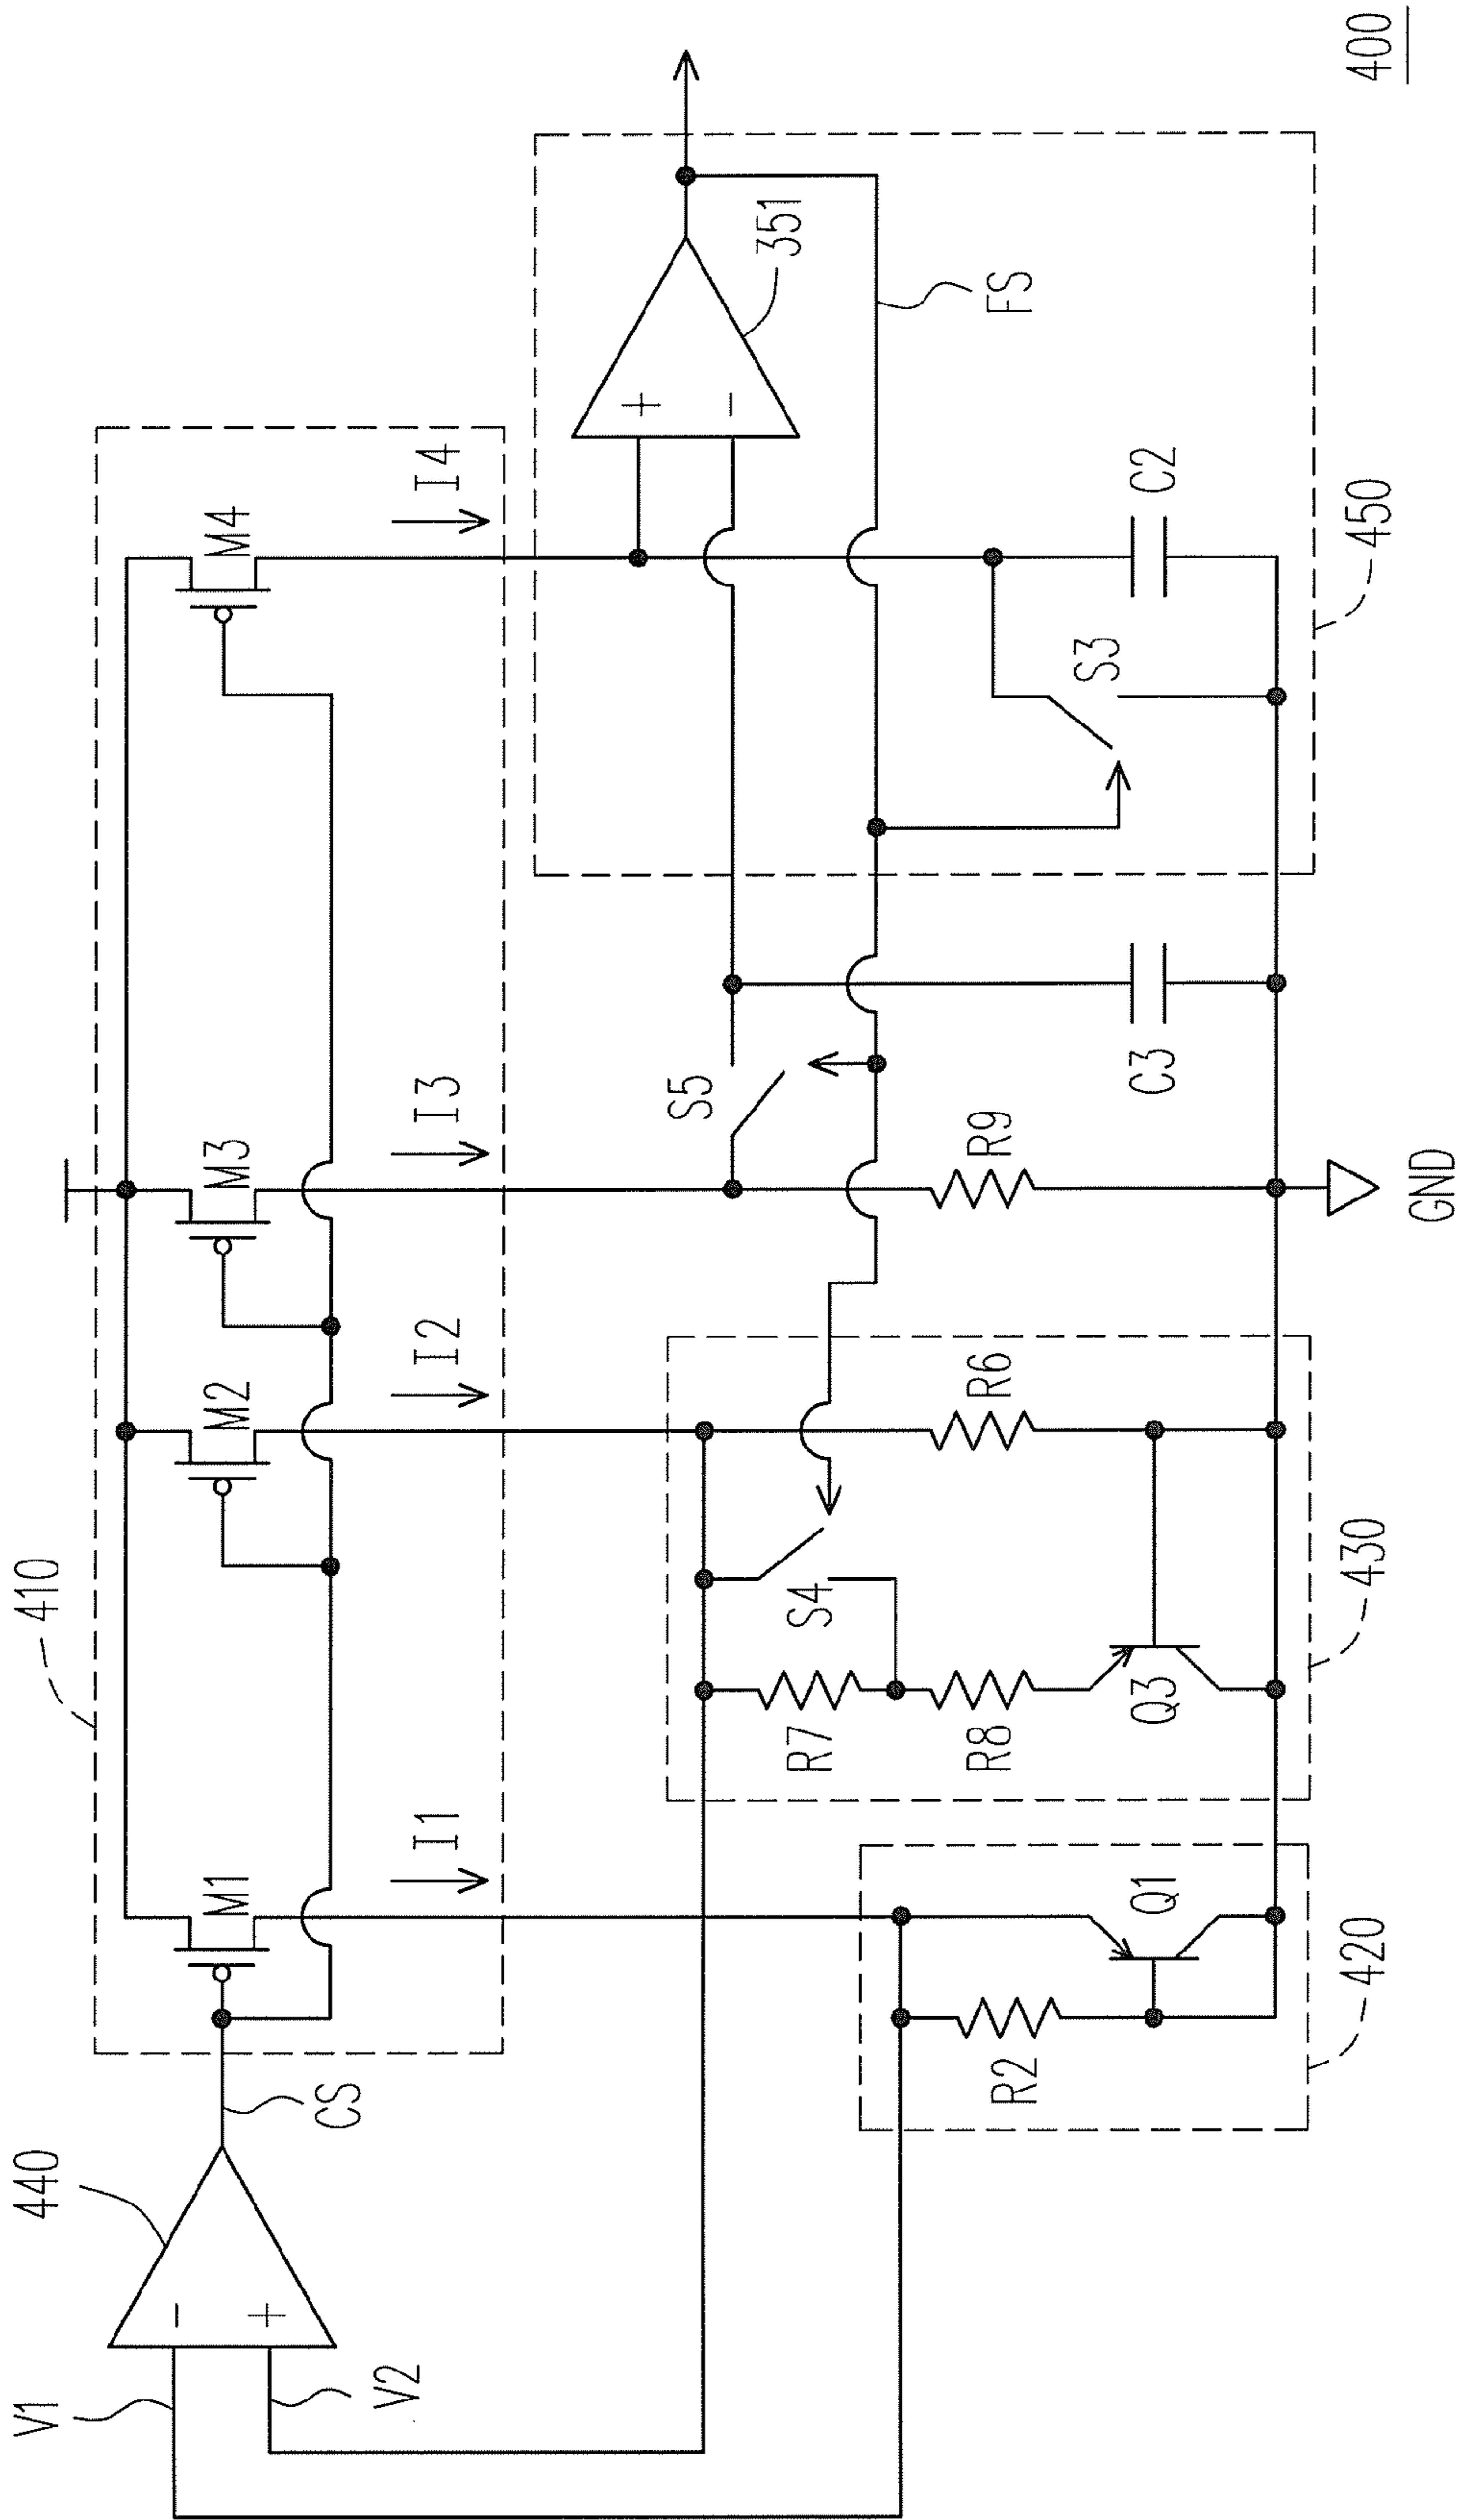 400
410
M1
M2
M3
M4
I1
I2
I3
I4
440
CS
V1
V2
-
+
+
-
351
FS
S5
S3
C2
C3
R9
450
S4
R6
R7
R8
Q3
430
R2
Q1
420
GND